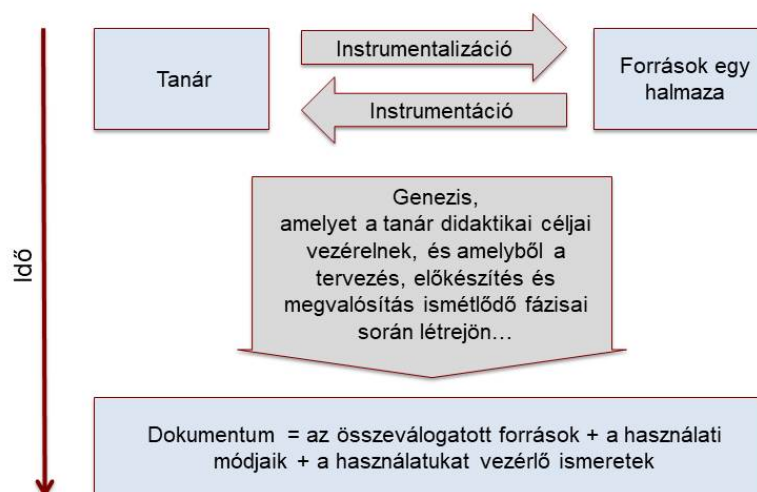 Idő
Tanár
Instrumentalizáció
Instrumentáció
Források egy
halmaza
Genezis,
amelyet a tanár didaktikai céljai
vezérelnek, és amelyből a
tervezés, előkészítés és
megvalósítás ismétlődő fázisai
során létrejön…
Dokumentum = az összeválogatott források + a használati
módjaik + a használatukat vezérlő ismeretek